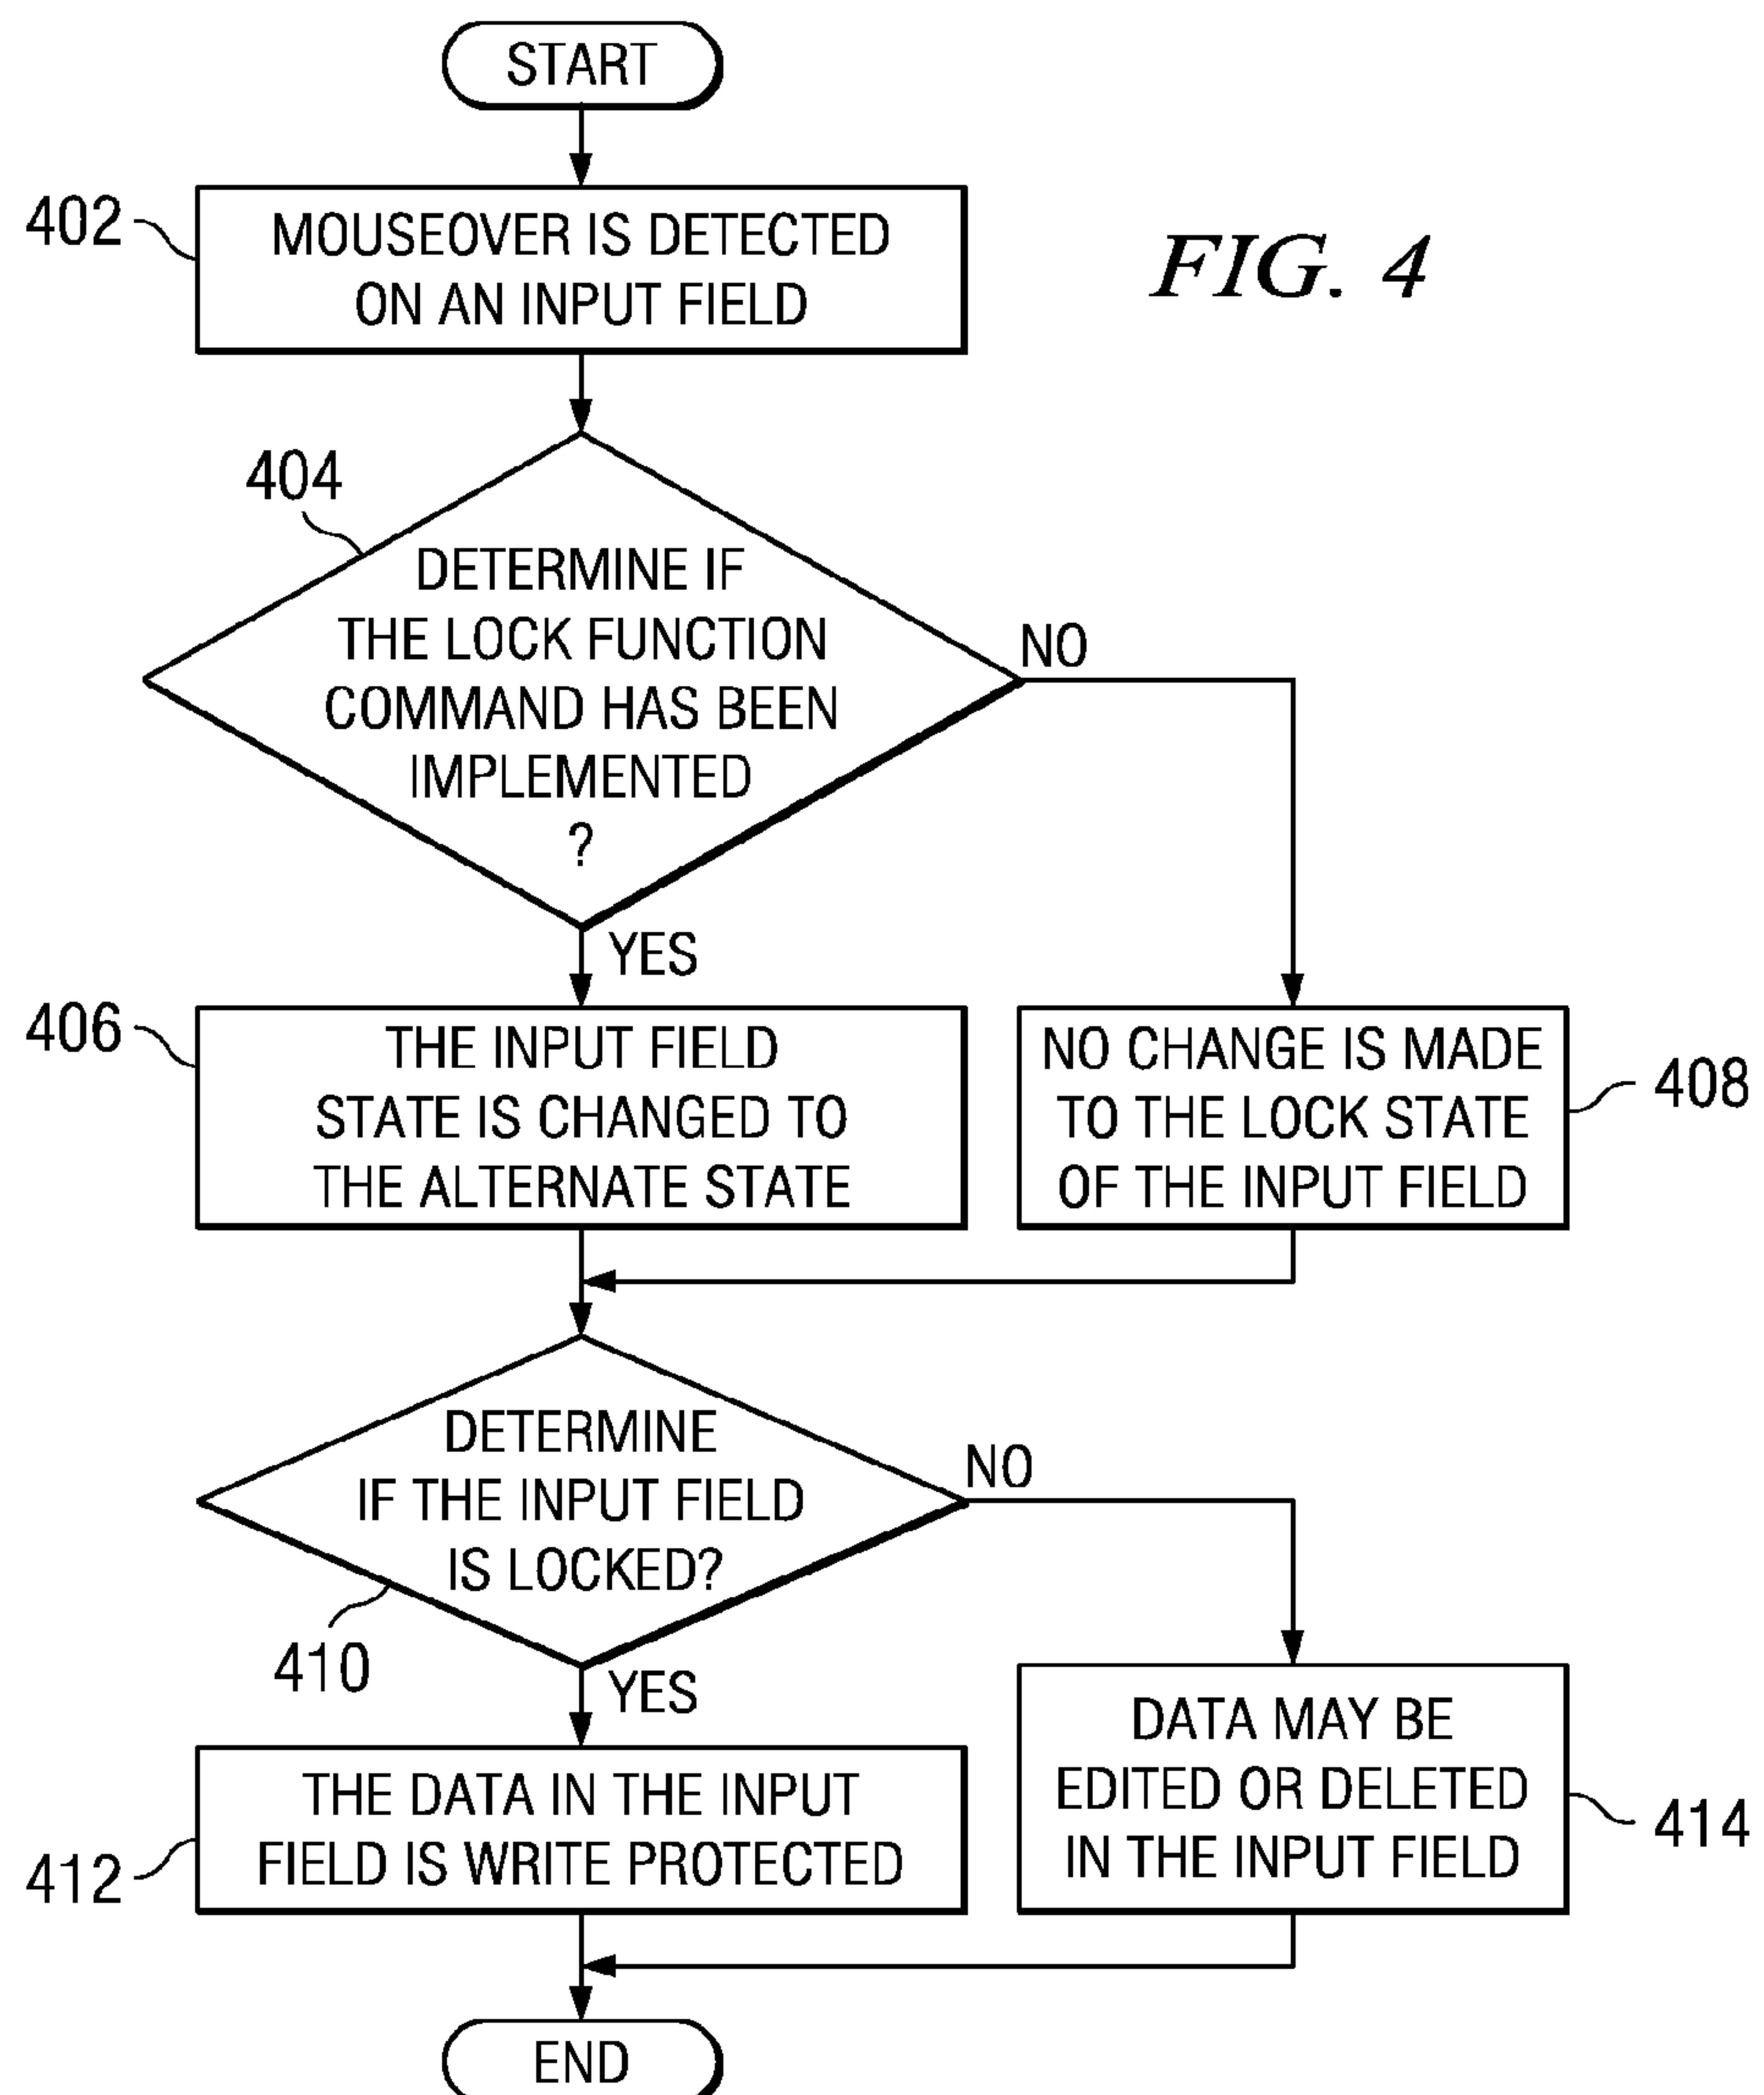 START
402
MOUSEOVER IS DETECTED
ON AN INPUT FIELD
FIG. 4
404
DETERMINE IF
THE LOCK FUNCTION
COMMAND HAS BEEN
IMPLEMENTED
?
NO
YES
406
THE INPUT FIELD
STATE IS CHANGED TO
THE ALTERNATE STATE
NO CHANGE IS MADE
TO THE LOCK STATE
OF THE INPUT FIELD
408
DETERMINE
IF THE INPUT FIELD
IS LOCKED?
NO
410
YES
412
THE DATA IN THE INPUT
FIELD IS WRITE PROTECTED
DATA MAY BE
EDITED OR DELETED
IN THE INPUT FIELD
414
END